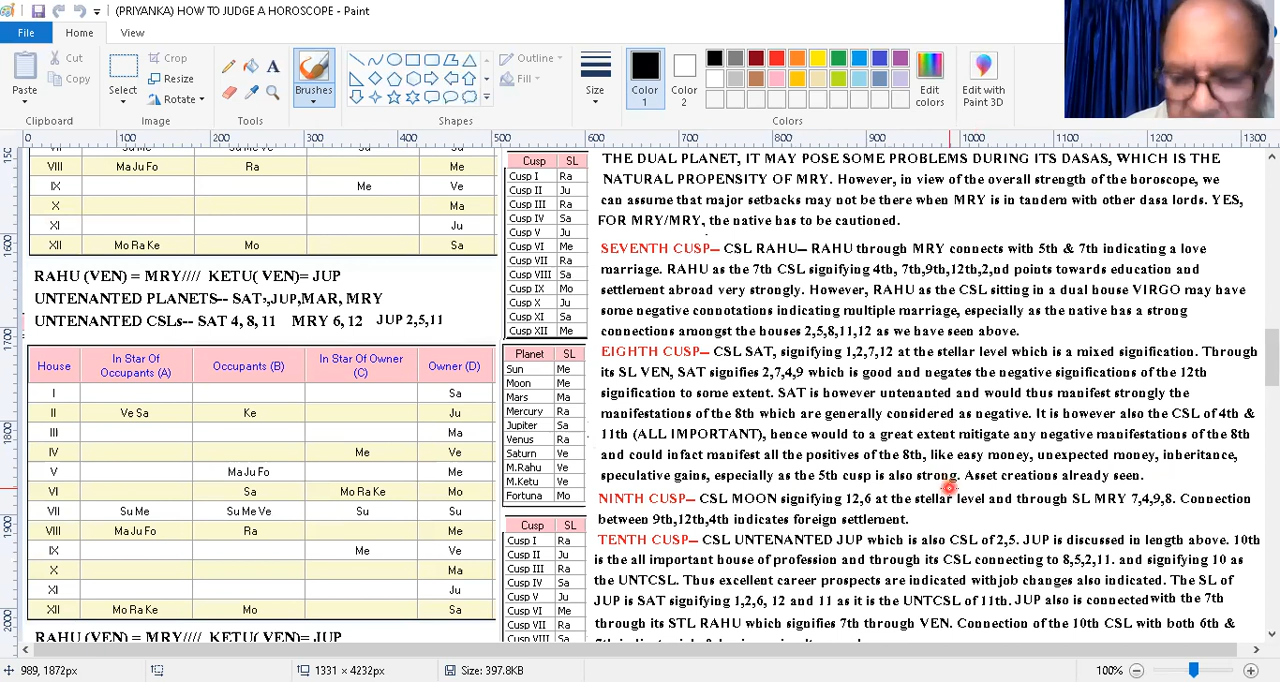 (PRIYANKA) HOW TO JUDGE A HOROSCOPE - Paint
File Home View
Paste
Cut
Copy
Clipboard
Select
Crop
Resize
Rotate
Image
A
Tools
Brushes
Outline
Fill
Shapes
Size
Color 1
Color 2
Colors
Edit colors
Edit with Paint 3D
0 100 200 300 400 500 600 700 800 900 1000 1100 1200 1300
1600
1700
1800
1900
2000
VIII Ma Ju Fo Ra Me
IX Me Ve
X Ma
XI Ju
XII Mo Ra Ke Mo Sa
RAHU (VEN) = MRY//// KETU( VEN)= JUP
UNTENANTED PLANETS-- SAT,JUP,MAR, MRY
UNTENANTED CSLs-- SAT 4, 8, 11 MRY 6, 12 JUP 2,5,11
House In Star Of Occupants (A) Occupants (B) In Star Of Owner (C) Owner (D)
I Sa
II Ve Sa Ke Ju
III Ma
IV Me Ve
V Ma Ju Fo Me
VI Sa Mo Ra Ke Mo
VII Su Me Su Me Ve Su Su
VIII Ma Ju Fo Ra Me
IX Me Ve
X Ma
XI Ju
XII Mo Ra Ke Mo Sa
RAHU (VEN) = MRY//// KETU( VEN)= JUP
Cusp SL
Cusp I Ra
Cusp II Ju
Cusp III Ra
Cusp IV Sa
Cusp V Ju
Cusp VI Me
Cusp VII Ra
Cusp VIII Sa
Cusp IX Mo
Cusp X Ju
Cusp XI Sa
Cusp XII Me
Planet SL
Sun Me
Moon Me
Mars Ma
Mercury Ra
Jupiter Sa
Venus Ra
Saturn Ve
M.Rahu Ve
M.Ketu Ve
Fortuna Mo
Cusp SL
Cusp I Ra
Cusp II Ju
Cusp III Ra
Cusp IV Sa
Cusp V Ju
Cusp VI Me
Cusp VII Ra
Cusp VIII Sa
THE DUAL PLANET, IT MAY POSE SOME PROBLEMS DURING ITS DASAS, WHICH IS THE
NATURAL PROPENSITY OF MRY. However, in view of the overall strength of the horoscope, we
can assume that major setbacks may not be there when MRY is in tandem with other dasa lords. YES,
FOR MRY/MRY, the native has to be cautioned.
SEVENTH CUSP-- CSL RAHU-- RAHU through MRY connects with 5th & 7th indicating a love
marriage. RAHU as the 7th CSL signifying 4th, 7th,9th,12th,2,nd points towards education and
settlement abroad very strongly. However, RAHU as the CSL sitting in a dual house VIRGO may have
some negative connotations indicating multiple marriage, especially as the native has a strong
connections amongst the houses 2,5,8,11,12 as we have seen above.
EIGHTH CUSP-- CSL SAT, signifying 1,2,7,12 at the stellar level which is a mixed signification. Through
its SL VEN, SAT signifies 2,7,4,9 which is good and negates the negative significations of the 12th
signification to some extent. SAT is however untenanted and would thus manifest strongly the
manifestations of the 8th which are generally considered as negative. It is however also the CSL of 4th &
11th (ALL IMPORTANT), hence would to a great extent mitigate any negative manifestations of the 8th
and could infact manifest all the positives of the 8th, like easy money, unexpected money, inheritance,
speculative gains, especially as the 5th cusp is also strong. Asset creations already seen.
NINTH CUSP-- CSL MOON signifying 12,6 at the stellar level and through SL MRY 7,4,9,8. Connection
between 9th,12th,4th indicates foreign settlement.
TENTH CUSP-- CSL UNTENANTED JUP which is also CSL of 2,5. JUP is discussed in length above. 10th
is the all important house of profession and through its CSL connecting to 8,5,2,11. and signifying 10 as
the UNTCSL. Thus excellent career prospects are indicated with job changes also indicated. The SL of
JUP is SAT signifying 1,2,6, 12 and 11 as it is the UNTCSL of 11th. JUP also is connected with the 7th
through its STL RAHU which signifies 7th through VEN. Connection of the 10th CSL with both 6th &
989, 1872px
1331 × 4232px
Size: 397.8KB
100%